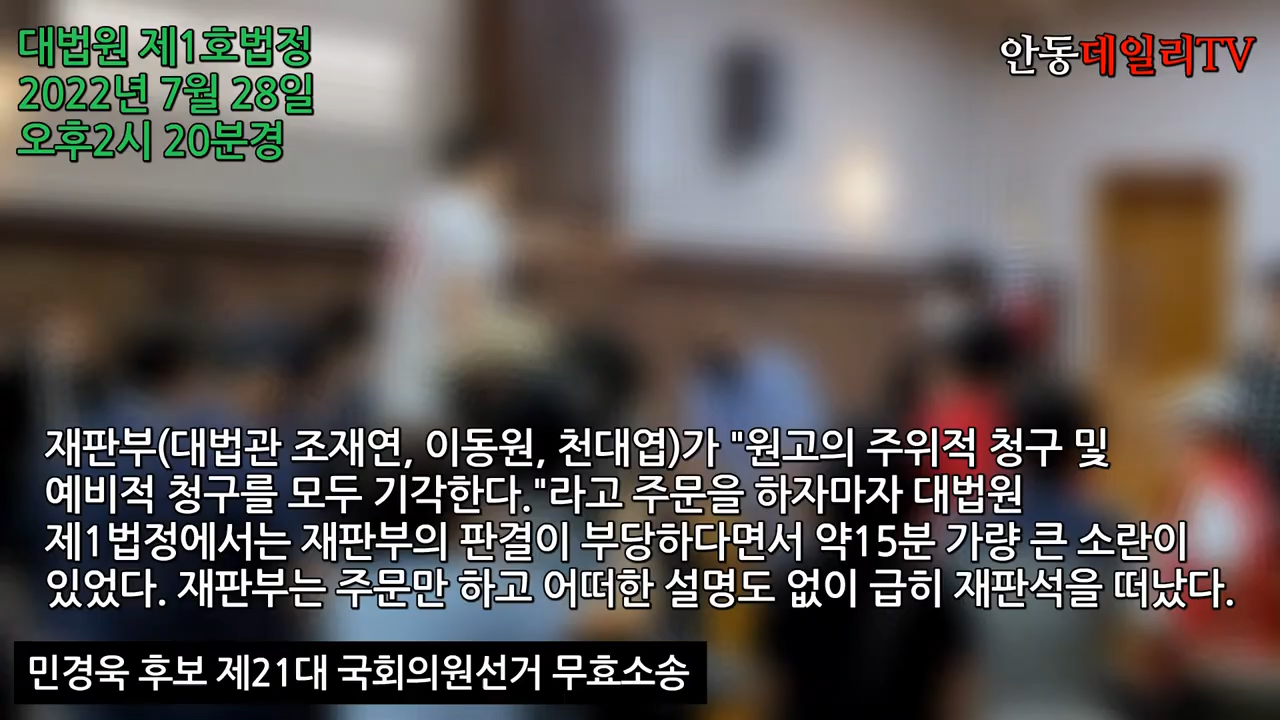 대법원 제1호법정
2022년 7월 28일
오후2시 20분경
안동데일리TV
재판부(대법관 조재연, 이동원, 천대엽)가 "원고의 주위적 청구 및
예비적 청구를 모두 기각한다."라고 주문을 하자마자 대법원
제1법정에서는 재판부의 판결이 부당하다면서 약15분 가량 큰 소란이
있었다. 재판부는 주문만 하고 어떠한 설명도 없이 급히 재판석을 떠났다.
민경욱 후보 제21대 국회의원선거 무효소송